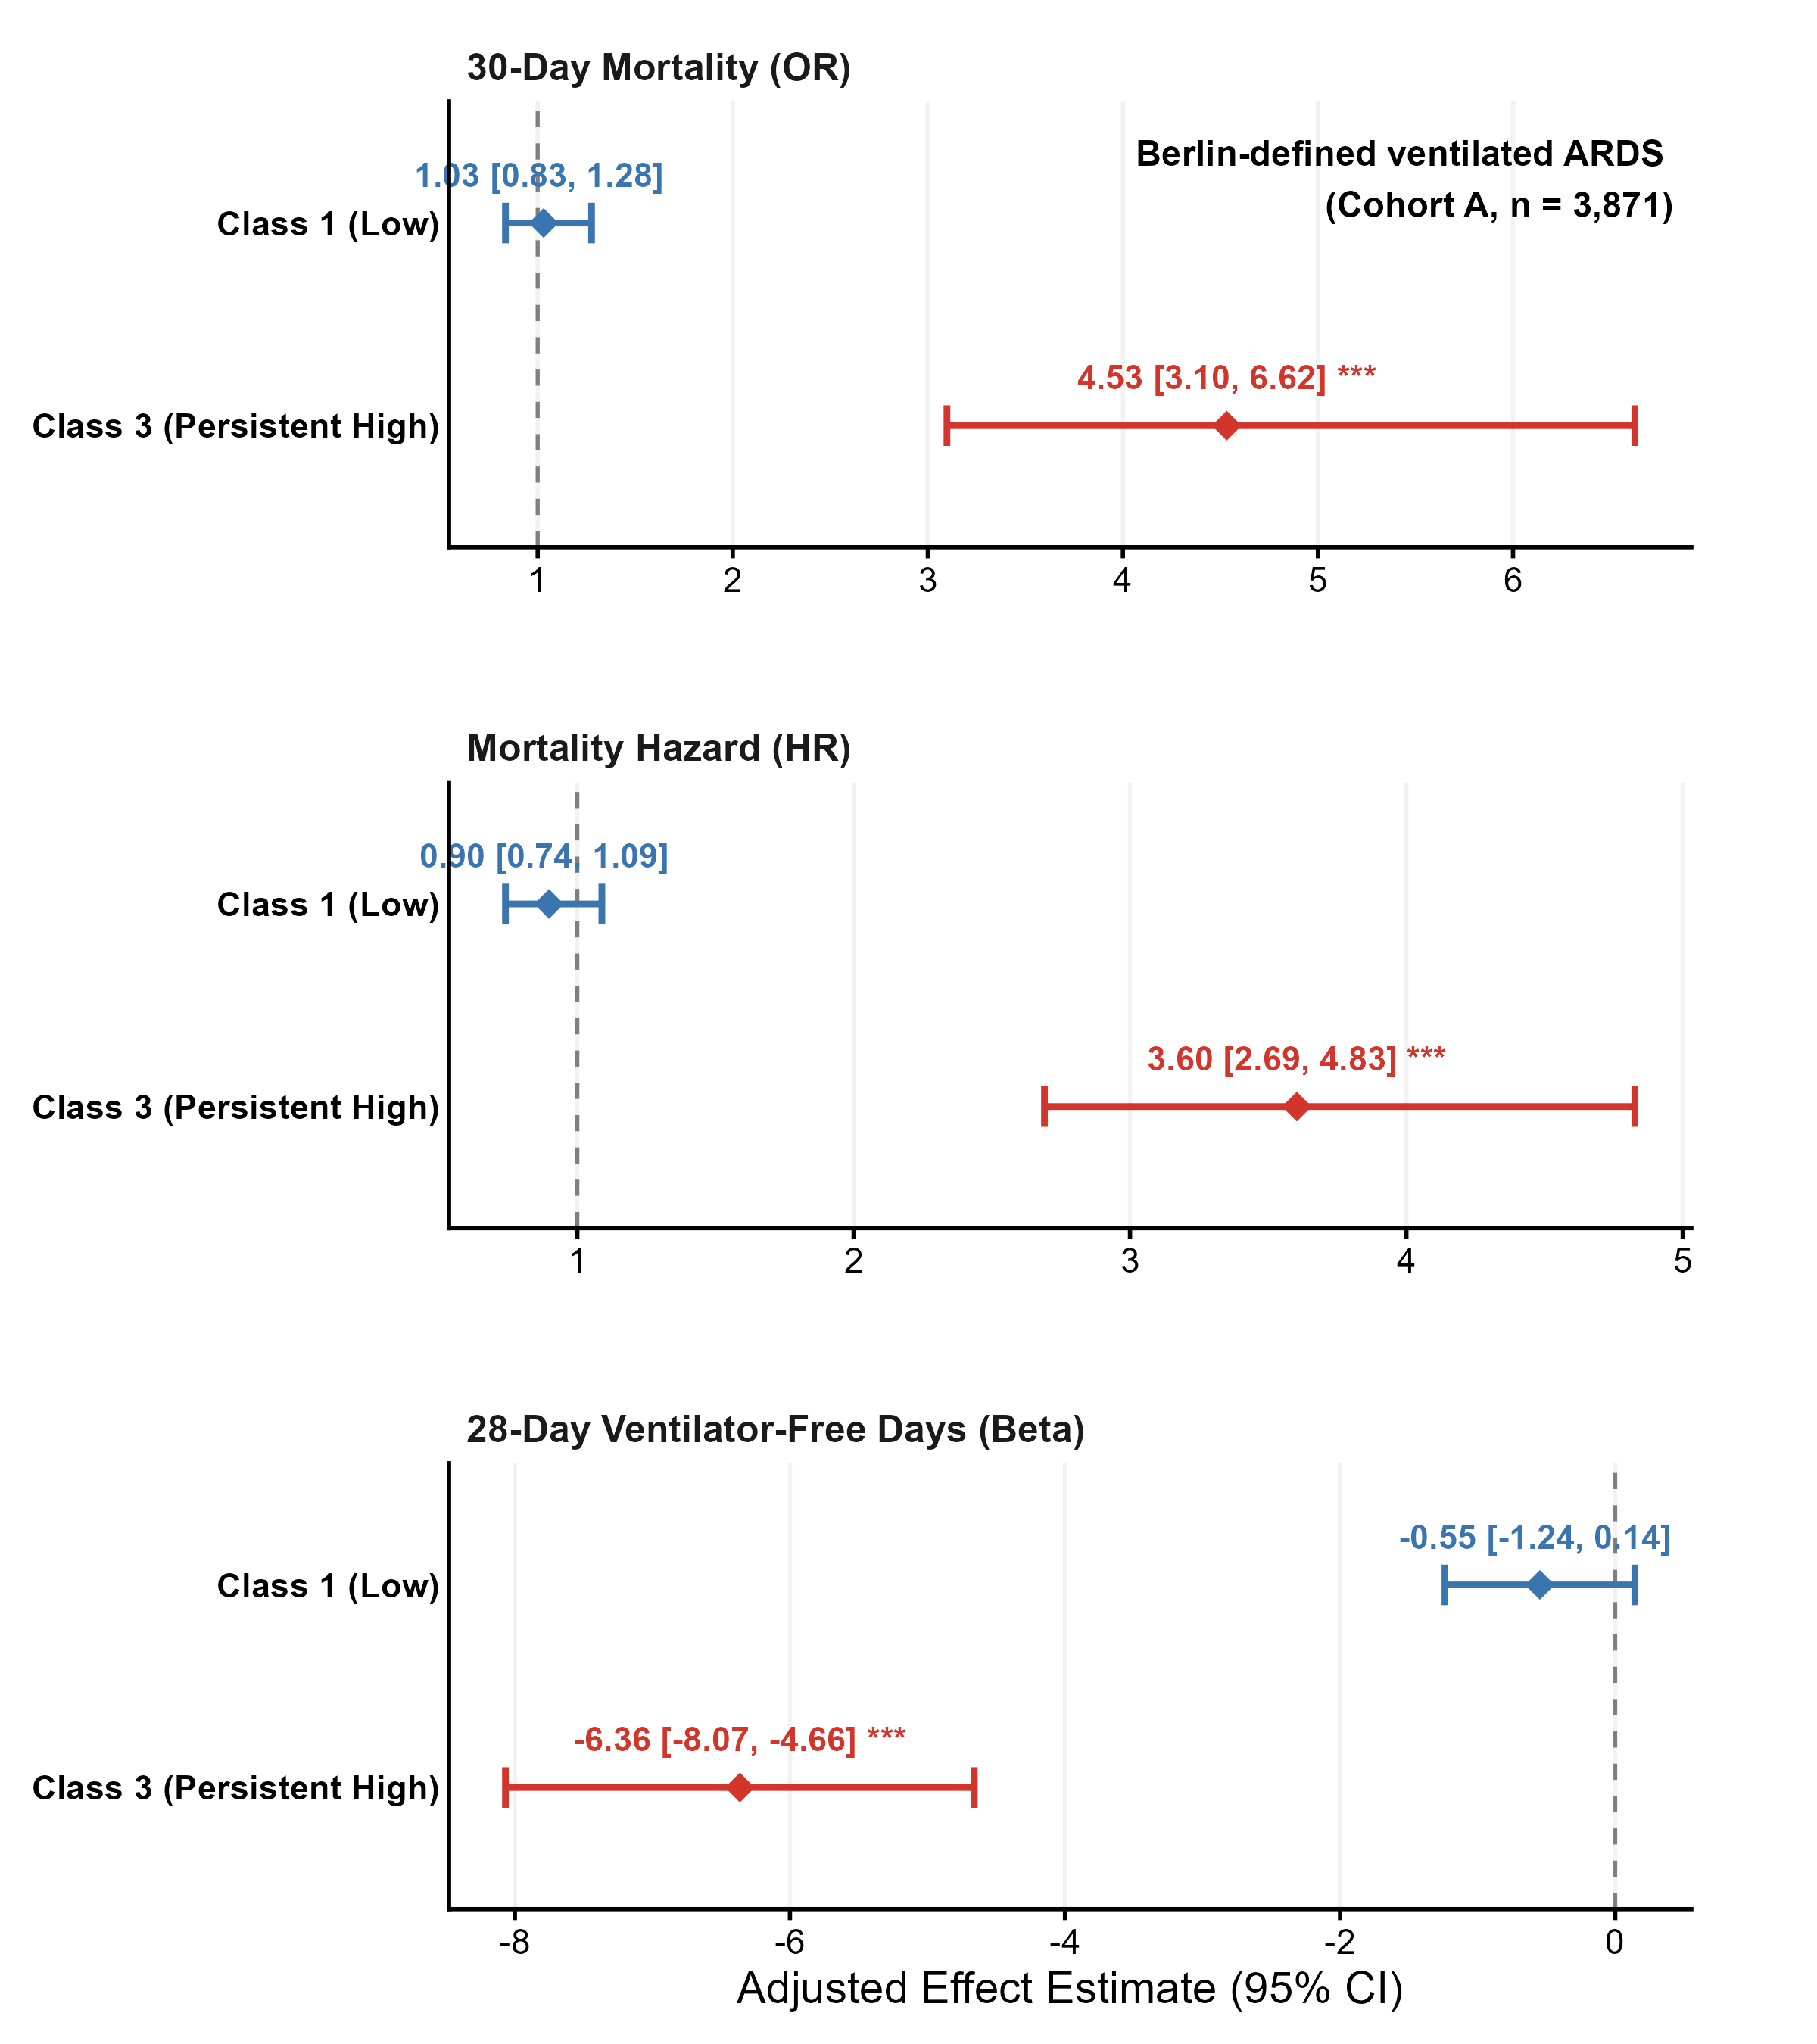 30-Day Mortality (OR)
Berlin-defined ventilated ARDS
(Cohort A, n = 3,871)
1.03 [0.83, 1.28]
Class 1 (Low)
4.53 [3.10, 6.62] ***
Class 3 (Persistent High)
1 2 3 4 5 6
Mortality Hazard (HR)
0.90 [0.74, 1.09]
Class 1 (Low)
3.60 [2.69, 4.83] ***
Class 3 (Persistent High)
1 2 3 4 5
28-Day Ventilator-Free Days (Beta)
-0.55 [-1.24, 0.14]
Class 1 (Low)
-6.36 [-8.07, -4.66] ***
Class 3 (Persistent High)
-8 -6 -4 -2 0
Adjusted Effect Estimate (95% CI)